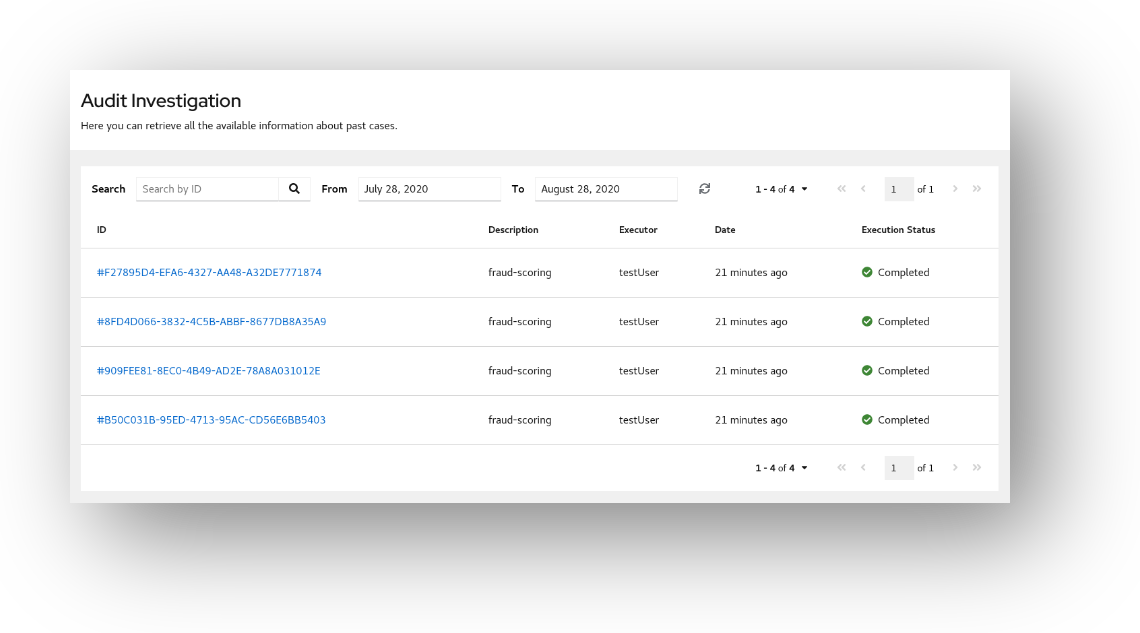 Audit Investigation
Here you can retrieve all the available information about past cases.
Search Search by ID From July 28, 2020 To August 28, 2020 1 - 4 of 4 1 of 1
ID Description Executor Date Execution Status
#F27895D4-EFA6-4327-AA48-A32DE7771874 fraud-scoring testUser 21 minutes ago Completed
#8FD4D066-3832-4C5B-ABBF-8677DB8A35A9 fraud-scoring testUser 21 minutes ago Completed
#909FEE81-8EC0-4B49-AD2E-78A8A031012E fraud-scoring testUser 21 minutes ago Completed
#B50C031B-95ED-4713-95AC-CD56E6BB5403 fraud-scoring testUser 21 minutes ago Completed
1 - 4 of 4 1 of 1